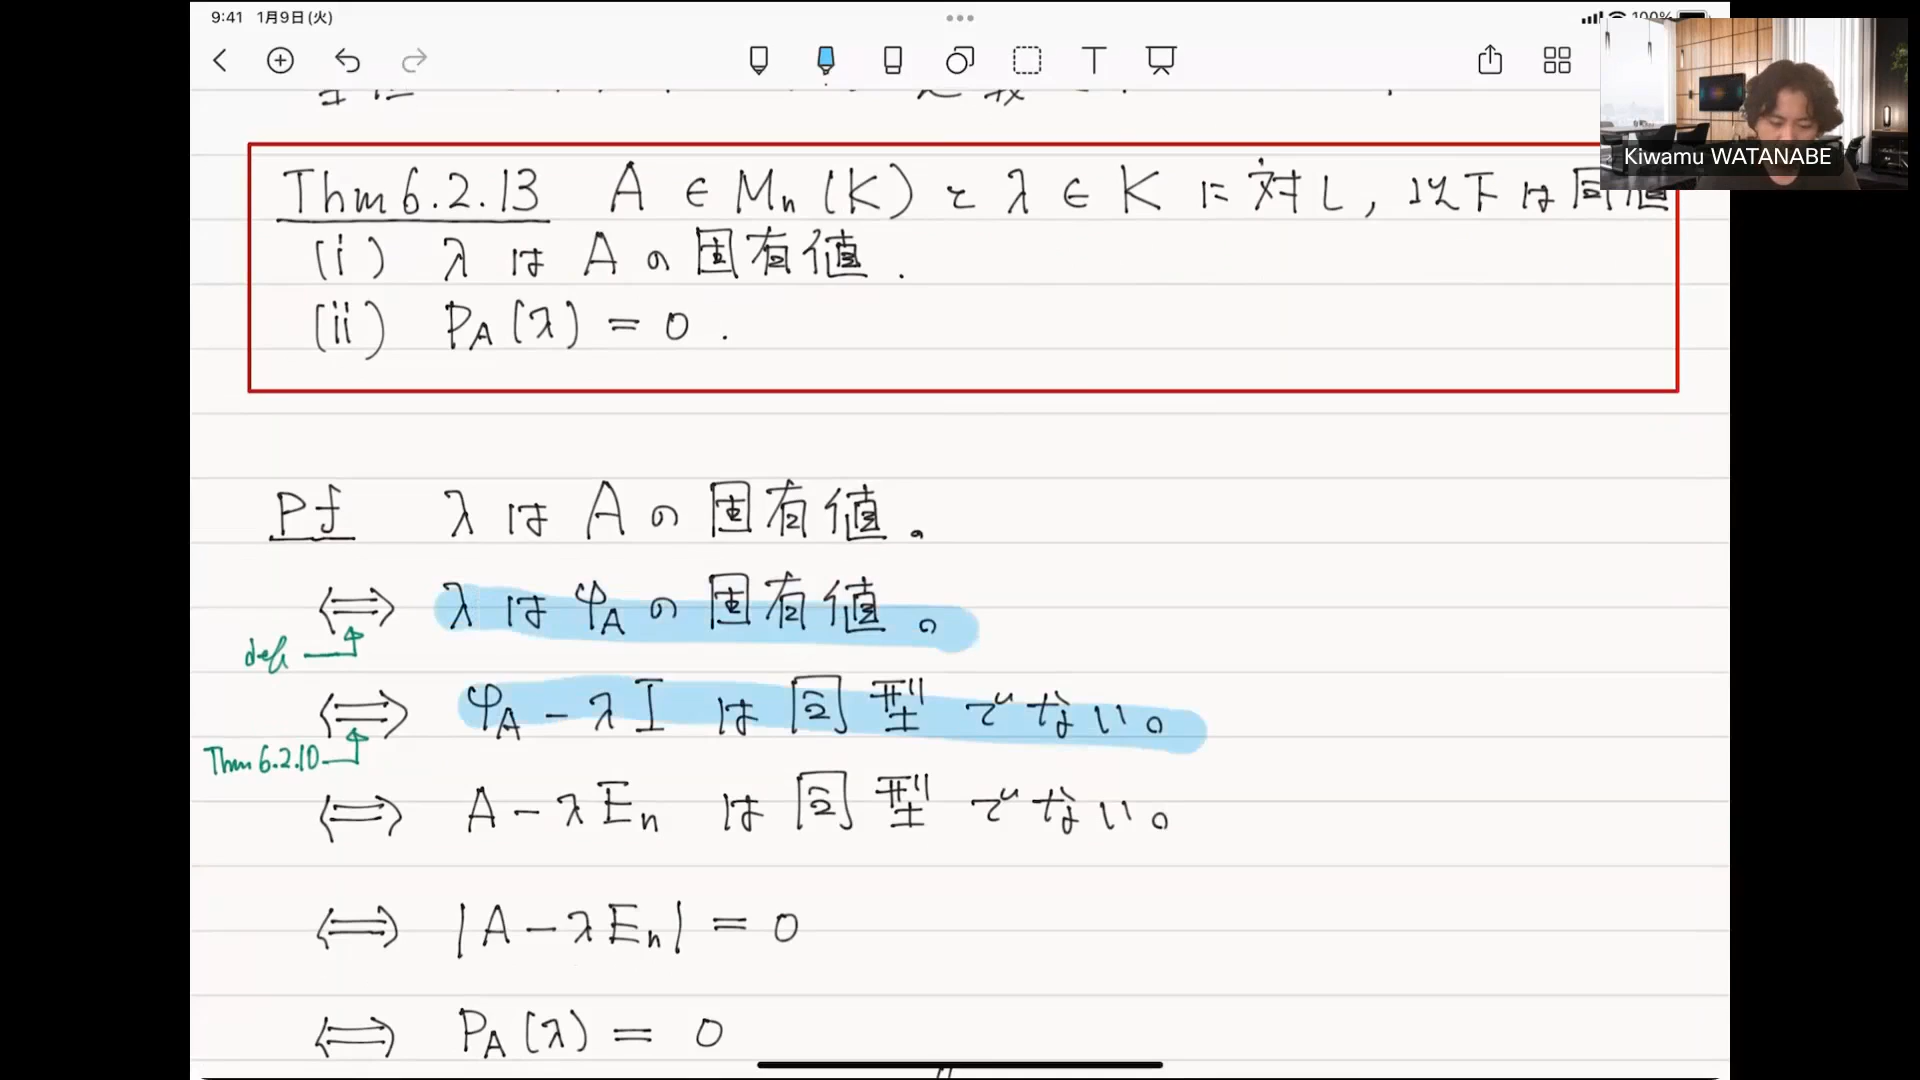 9:41 1月9日(火)
100%
Kiwamu WATANABE
Thm 6.2.13 A ∈ Mn(K) と λ ∈ K に対し, 以下は同値
(i) λ は A の固有値.
(ii) PA(λ) = 0.
Pf λ は A の固有値。
⟺ λ は φA の固有値。
defn
⟺ φA - λI は同型でない。
Thm 6.2.10
⟺ A - λEn は同型でない。
⟺ |A - λEn| = 0
⟺ PA(λ) = 0